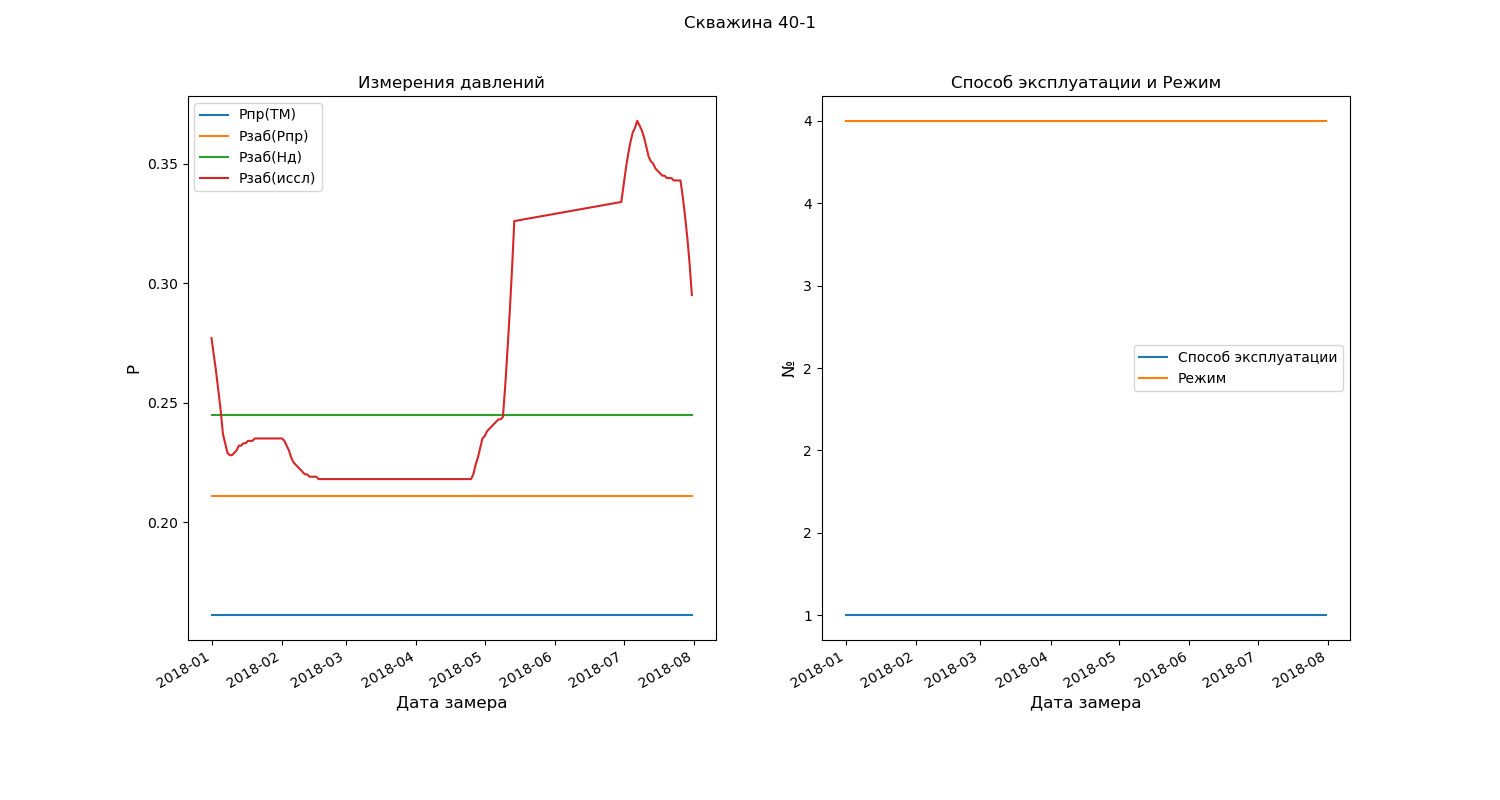 Скважина 40-1
Измерения давлений
Рпр(ТМ)
Рзаб(Рпр)
Рзаб(Нд)
Рзаб(иссл)
0.35
0.30
0.25
0.20
Р
2018-01
2018-02
2018-03
2018-04
2018-05
2018-06
2018-07
2018-08
Дата замера
Способ эксплуатации и Режим
4
4
3
2
2
2
1
№
Способ эксплуатации
Режим
2018-01
2018-02
2018-03
2018-04
2018-05
2018-06
2018-07
2018-08
Дата замера